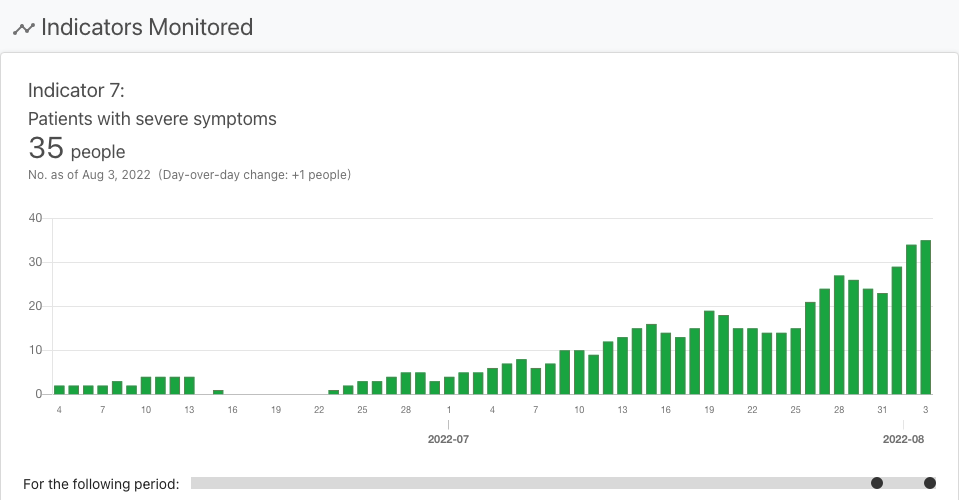 Indicators Monitored
Indicator 7:
Patients with severe symptoms
35 people
No. as of Aug 3, 2022 (Day-over-day change: +1 people)
40
30
20
10
0
4 7 10 13 16 19 22 25 28 1 4 7 10 13 16 19 22 25 28 31 3
2022-07 2022-08
For the following period: